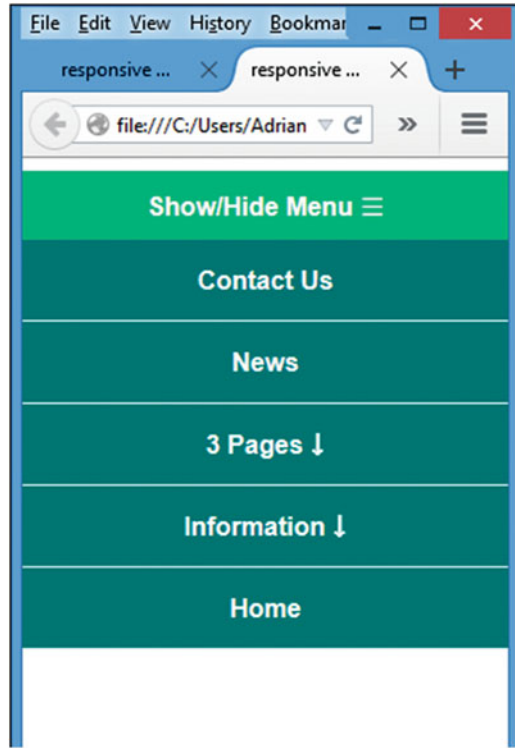 File Edit View History Bookmar
responsive ... responsive ...
file:///C:/Users/Adrian
Show/Hide Menu ☰
Contact Us
News
3 Pages ↓
Information ↓
Home